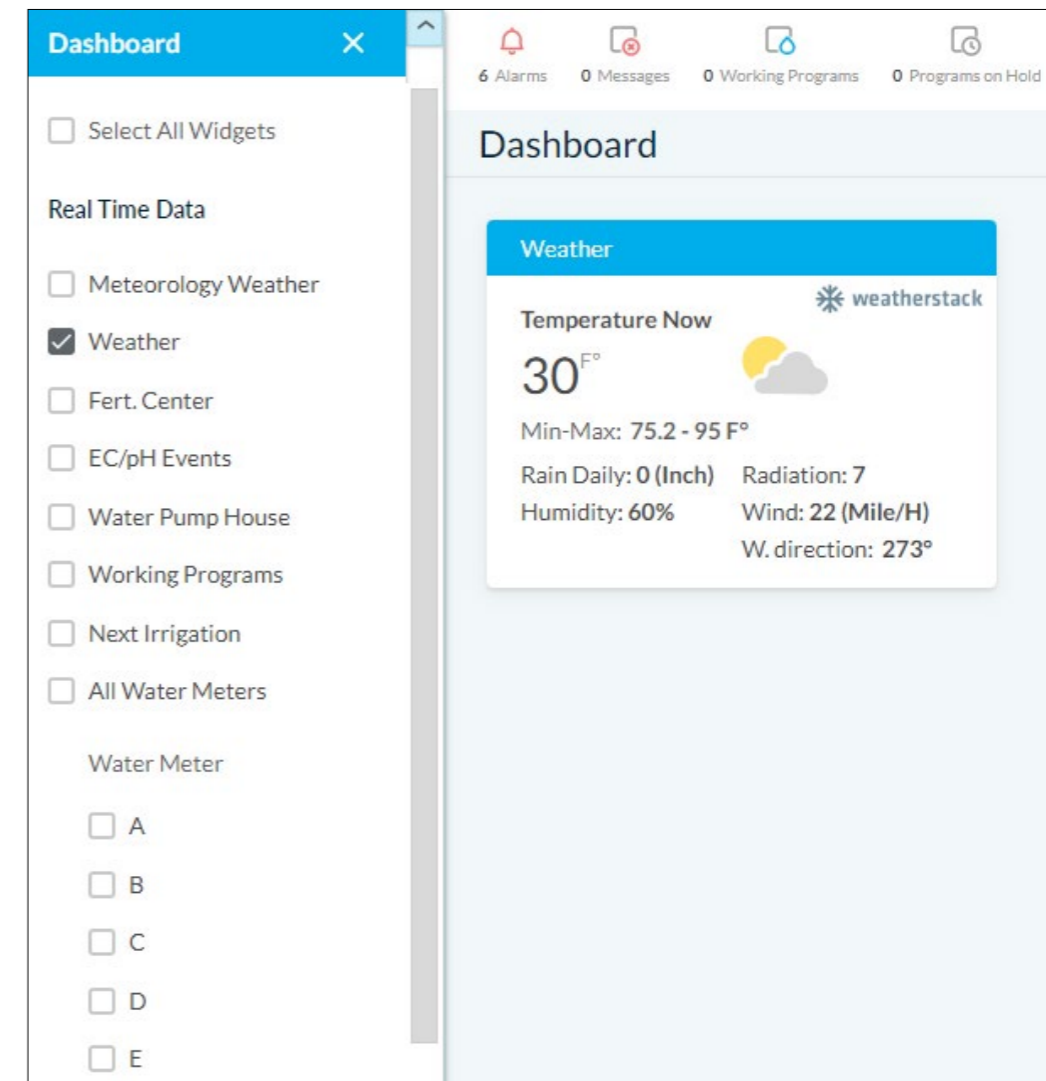 Dashboard
Select All Widgets
Real Time Data
Meteorology Weather
Weather
Fert. Center
EC/pH Events
Water Pump House
Working Programs
Next Irrigation
All Water Meters
Water Meter
A
B
C
D
E
6 Alarms 0 Messages 0 Working Programs 0 Programs on Hold
Dashboard
Weather
weatherstack
Temperature Now
30 F°
Min-Max: 75.2 - 95 F°
Rain Daily: 0 (Inch) Radiation: 7
Humidity: 60% Wind: 22 (Mile/H)
W. direction: 273°